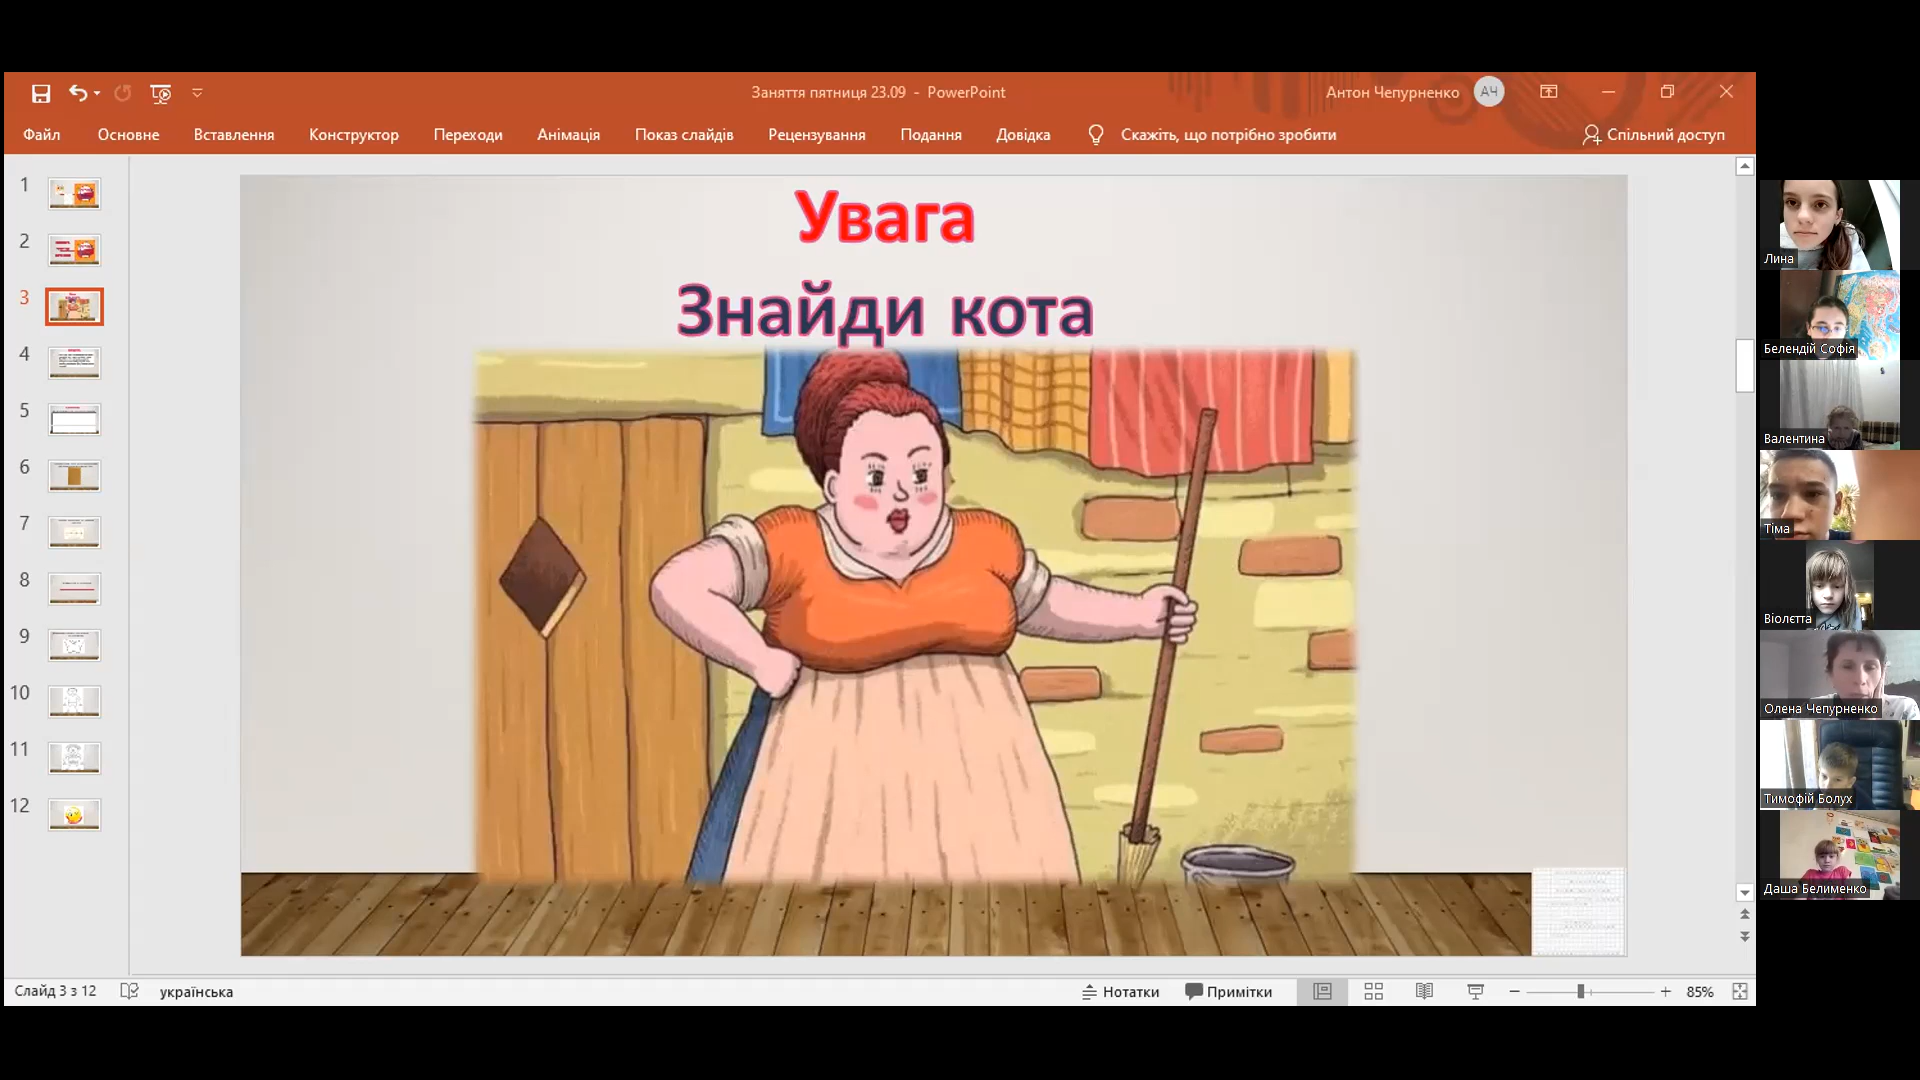 Заняття пятниця 23.09 - PowerPoint
Антон Чепурненко
АЧ
Файл Основне Вставлення Конструктор Переходи Анімація Показ слайдів Рецензування Подання Довідка Скажіть, що потрібно зробити Спільний доступ
1
2
3
4
5
6
7
8
9
10
11
12
Увага
Знайди кота
Лина
Белендій Софія
Валентина
Тіма
Віолєтта
Олена Чепурненко
Тимофій Болух
Даша Белименко
Слайд 3 з 12 українська Нотатки Примітки 85%